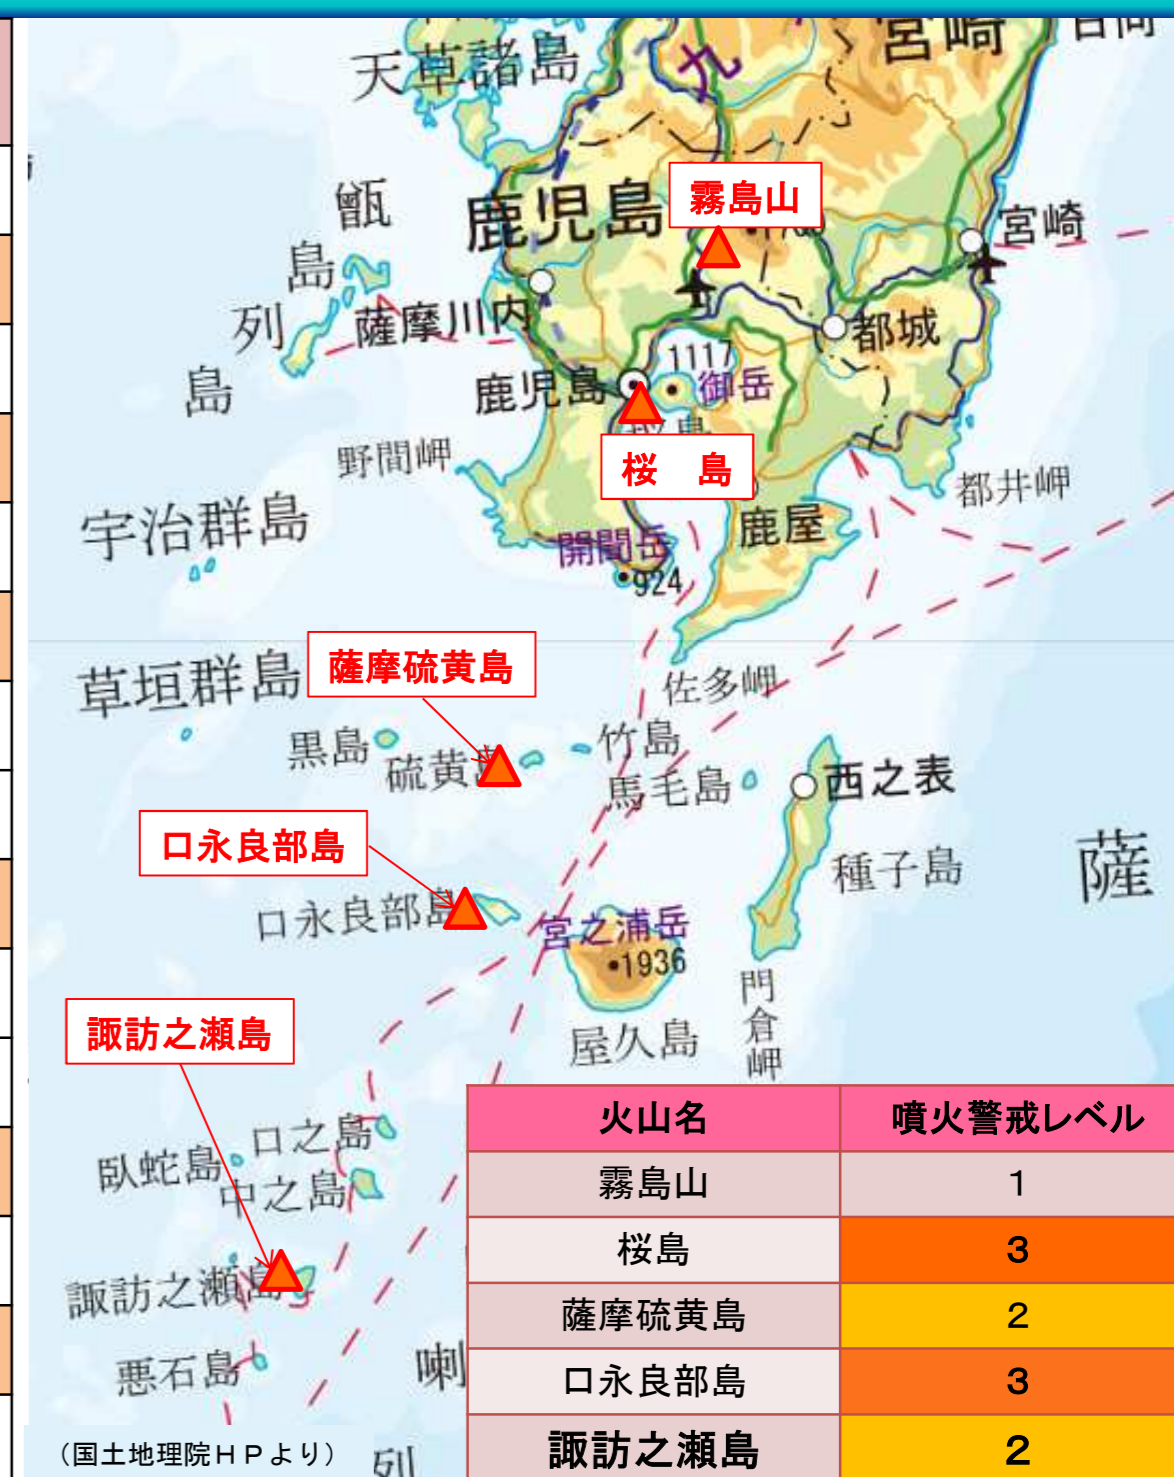 天草諸島
宮崎
日向
九
甑
島
列
島
鹿児島
霧島山
宮崎
薩摩川内
都城
1117
鹿児島
御岳
桜島
野間岬
都井岬
宇治群島
鹿屋
開聞岳
924
草垣群島
薩摩硫黄島
佐多岬
黒島
硫黄島
竹島
馬毛島
西之表
口永良部島
種子島
薩
口永良部島
宮之浦岳
1936
諏訪之瀬島
門倉岬
屋久島
臥蛇島
口之島
中之島
諏訪之瀬島
悪石島
喇
列
火山名 噴火警戒レベル
霧島山 1
桜島 3
薩摩硫黄島 2
口永良部島 3
諏訪之瀬島 2
（国土地理院ＨＰより）